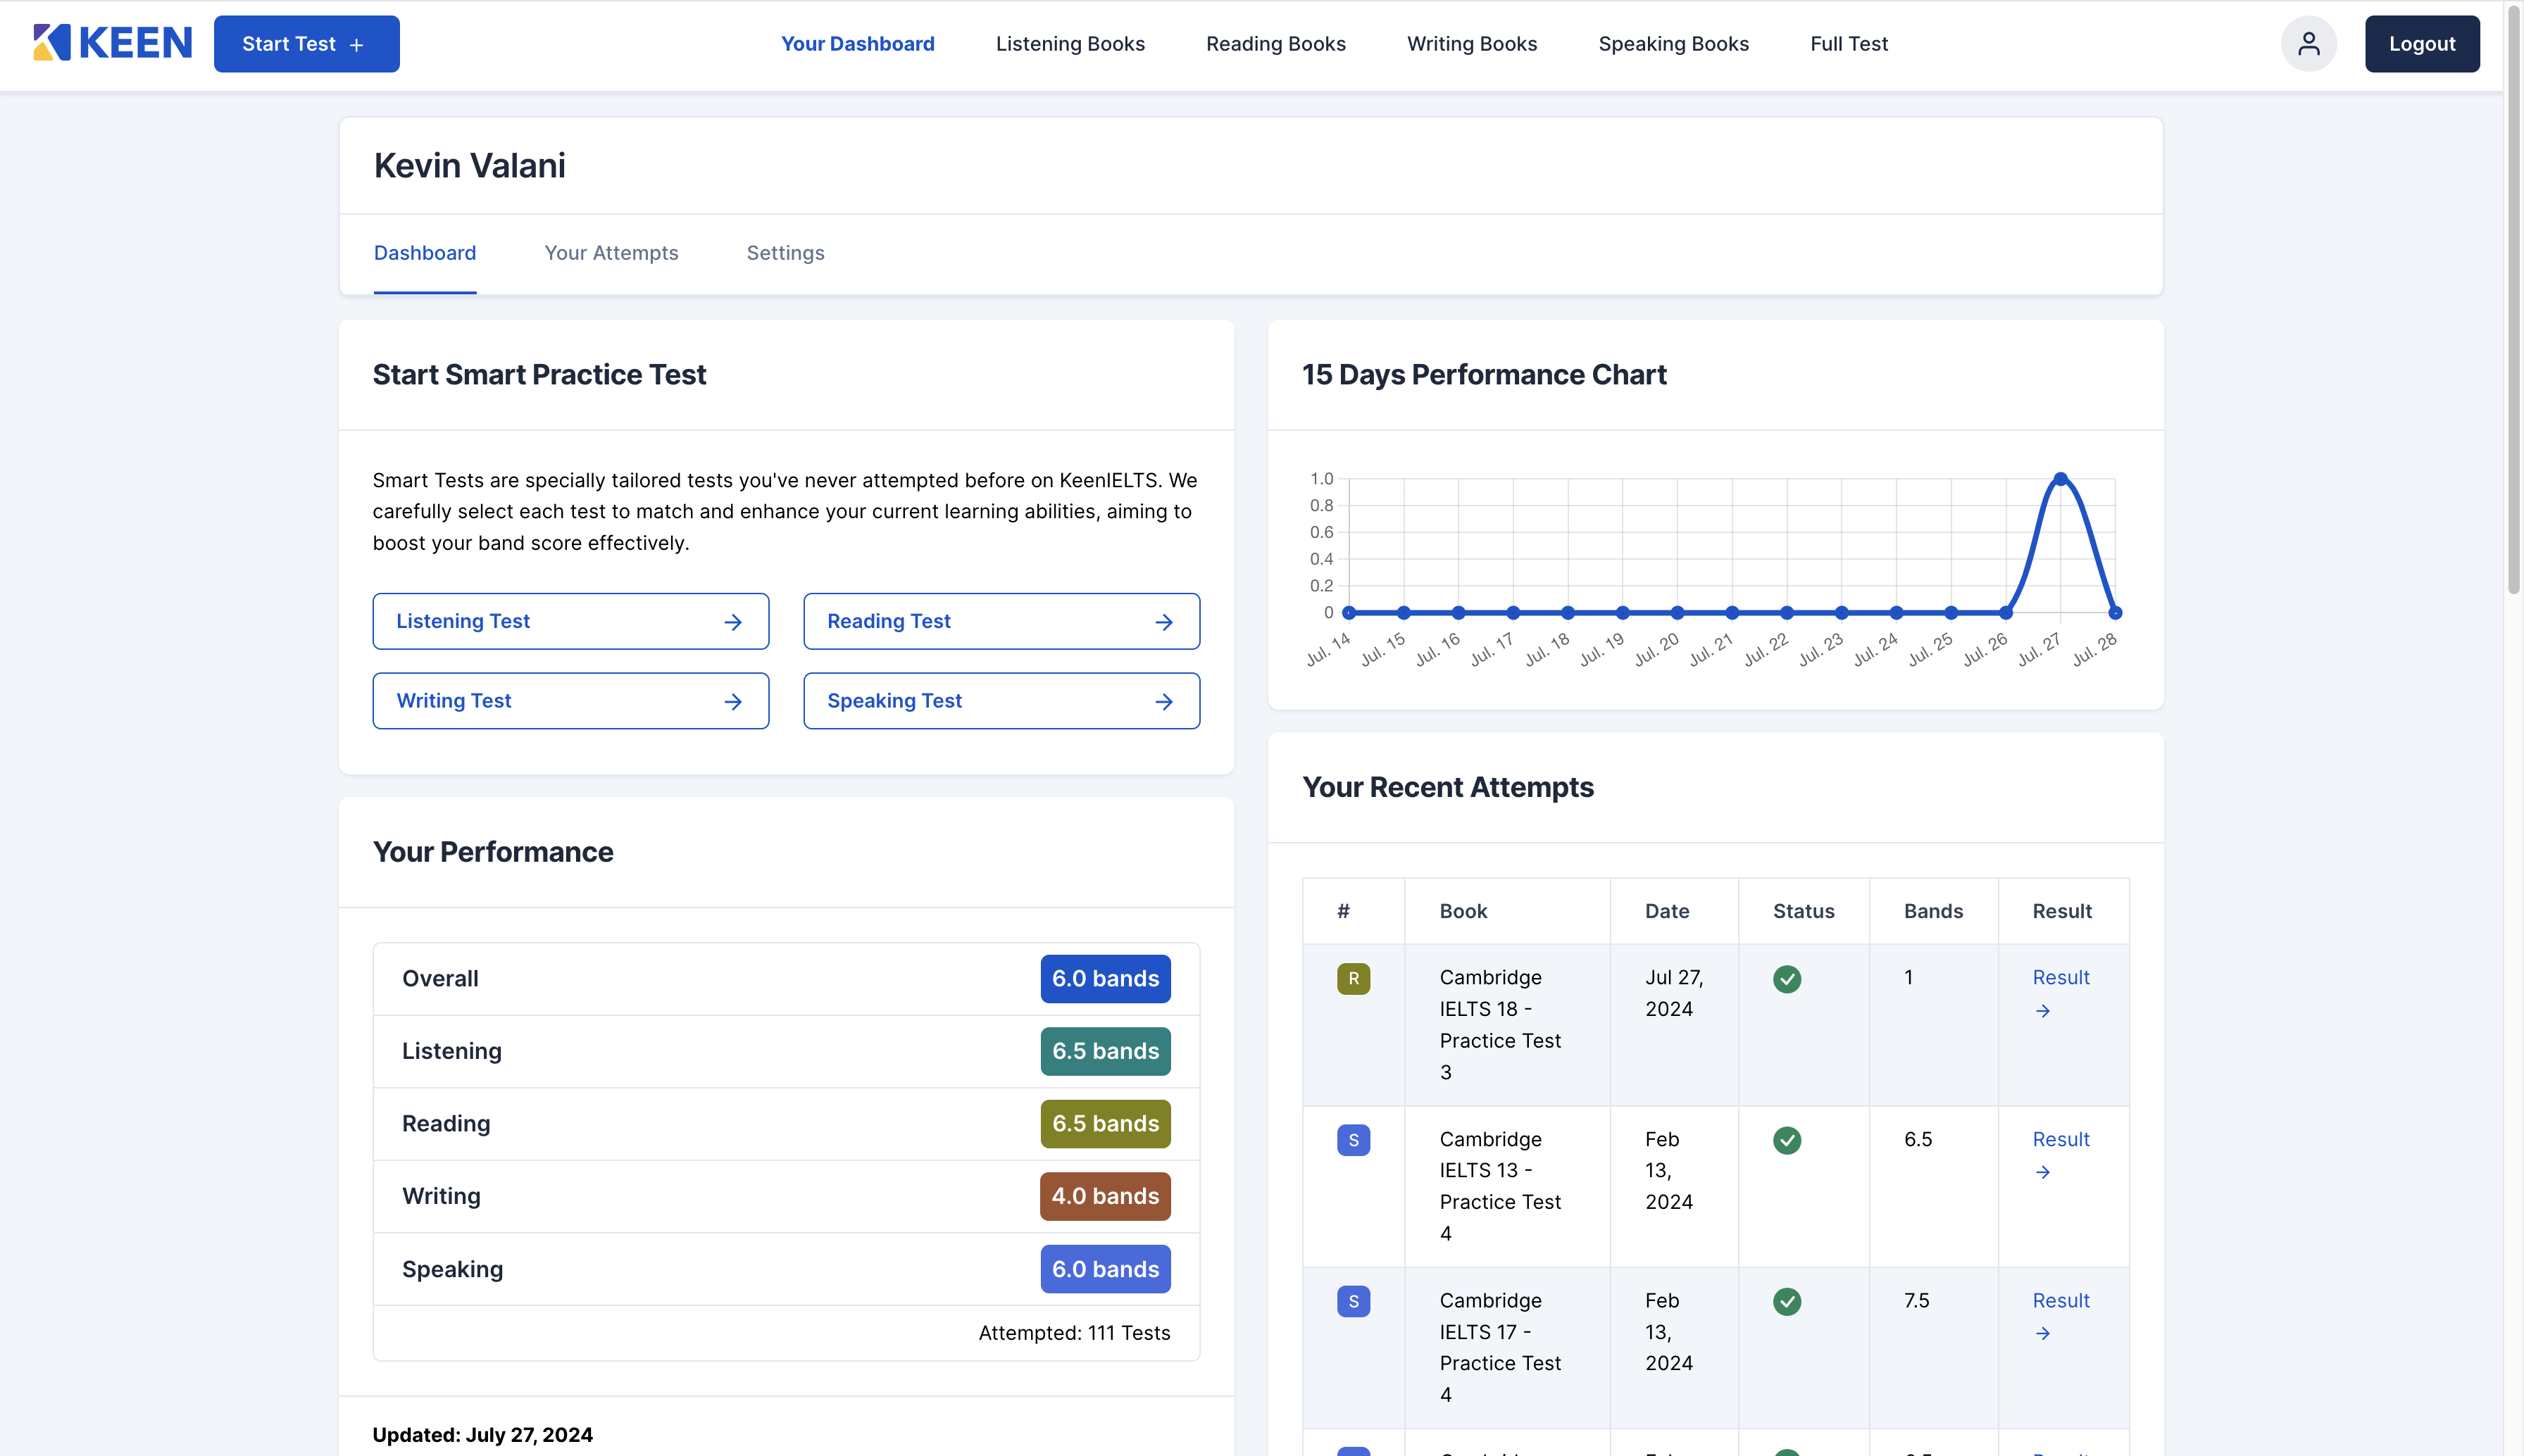 KEEN
Start Test +
Your Dashboard
Listening Books
Reading Books
Writing Books
Speaking Books
Full Test
Logout
Kevin Valani
Dashboard
Your Attempts
Settings
Start Smart Practice Test
Smart Tests are specially tailored tests you've never attempted before on KeenIELTS. We
carefully select each test to match and enhance your current learning abilities, aiming to
boost your band score effectively.
Listening Test →
Reading Test →
Writing Test →
Speaking Test →
Your Performance
Overall 6.0 bands
Listening 6.5 bands
Reading 6.5 bands
Writing 4.0 bands
Speaking 6.0 bands
Attempted: 111 Tests
Updated: July 27, 2024
15 Days Performance Chart
1.0
0.8
0.6
0.4
0.2
0
Jul. 14
Jul. 15
Jul. 16
Jul. 17
Jul. 18
Jul. 19
Jul. 20
Jul. 21
Jul. 22
Jul. 23
Jul. 24
Jul. 25
Jul. 26
Jul. 27
Jul. 28
Your Recent Attempts
# Book Date Status Bands Result
R
Cambridge
IELTS 18 -
Practice Test
3
Jul 27,
2024
1
Result
→
S
Cambridge
IELTS 13 -
Practice Test
4
Feb
13,
2024
6.5
Result
→
S
Cambridge
IELTS 17 -
Practice Test
4
Feb
13,
2024
7.5
Result
→